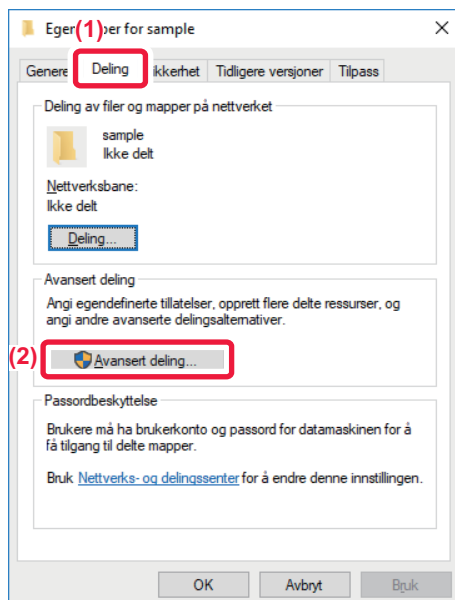 (1)
Egen per for sample
Genere Deling ikkerhet Tidligere versjoner Tilpass
Deling av filer og mapper på nettverket
sample
Ikke delt
Nettverksbane:
Ikke delt
Deling...
Avansert deling
Angi egendefinerte tillatelser, opprett flere delte ressurser, og
angi andre avanserte delingsalternativer.
(2)
Avansert deling...
Passordbeskyttelse
Brukere må ha brukerkonto og passord for datamaskinen for å
få tilgang til delte mapper.
Bruk Nettverks- og delingssenter for å endre denne innstillingen.
OK Avbryt Bruk